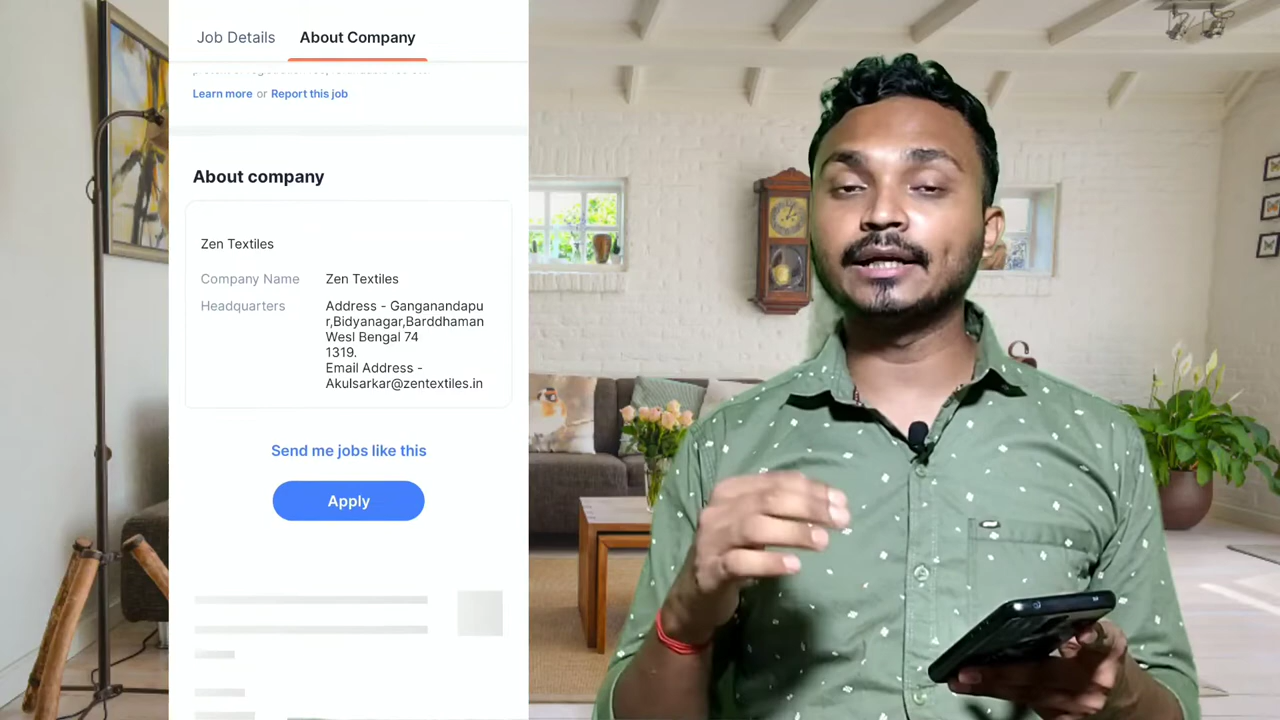 Job Details About Company
Learn more or Report this job
About company
Zen Textiles
Company Name Zen Textiles
Headquarters Address - Ganganandapu
r,Bidyanagar,Barddhaman
Wesl Bengal 74
1319.
Email Address -
Akulsarkar@zentextiles.in
Send me jobs like this
Apply